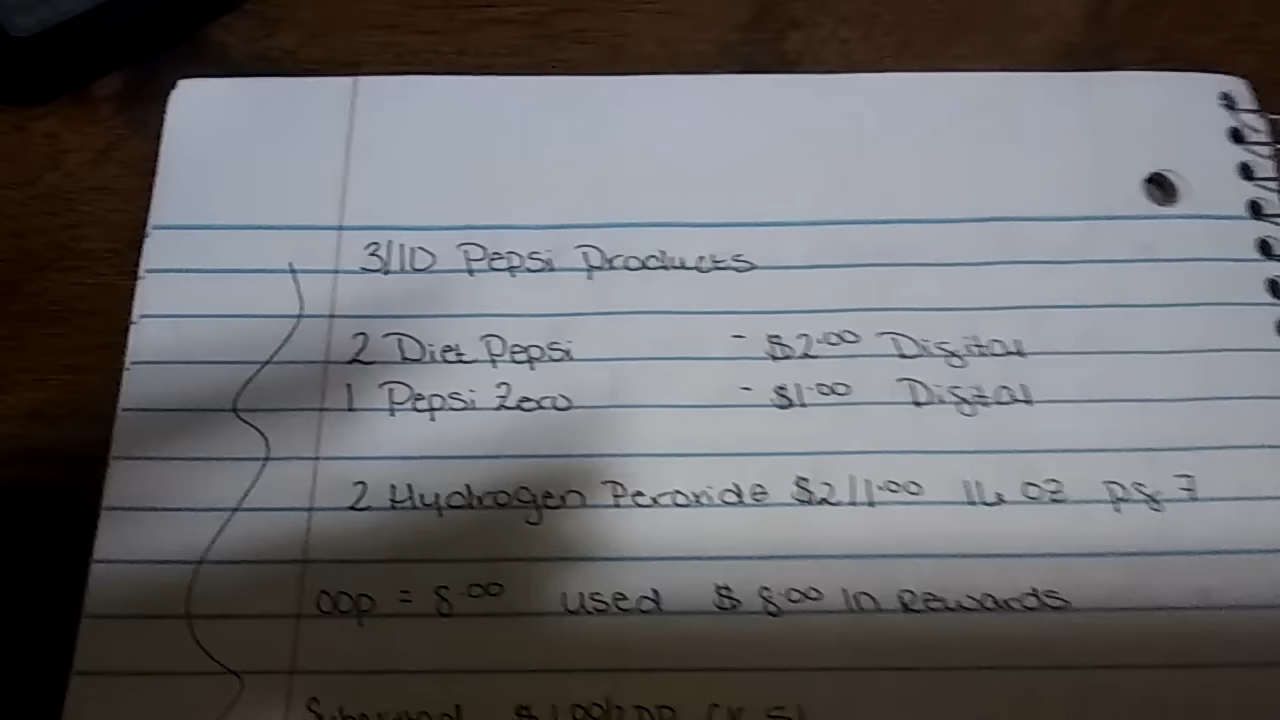 3/10 Pepsi Products
2 Diet Pepsi - $2.00 Digital
1 Pepsi Zero - $1.00 Digital
2 Hydrogen Peroxide $2/1.00 16 oz pg 7
OOP = 8.00 used $8.00 in Rewards